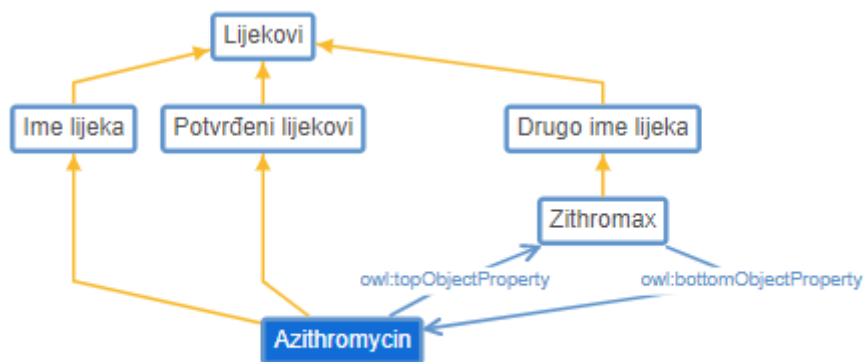 Lijekovi
Ime lijeka
Potvrđeni lijekovi
Drugo ime lijeka
Zithromax
owl:topObjectProperty
owl:bottomObjectProperty
Azithromycin